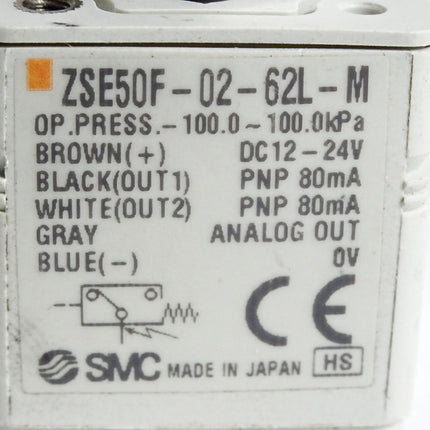 ZSE50F-02-62L-M
OP.PRESS.-100.0~100.0kPa
BROWN(+) DC12-24V
BLACK(OUT1) PNP 80mA
WHITE(OUT2) PNP 80mA
GRAY ANALOG OUT
BLUE(-) 0V
CE
SMC MADE IN JAPAN HS